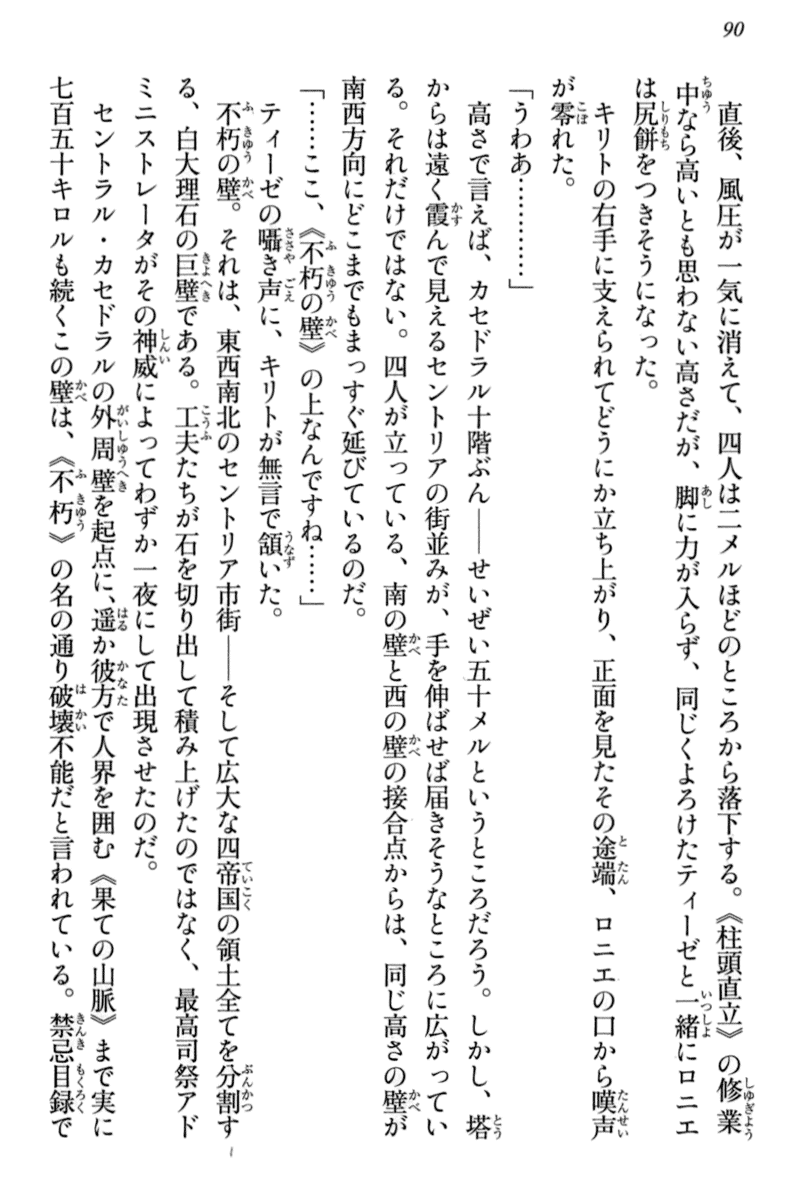 90
直後、風圧が一気に消えて、四人は二メルほどのところから落下する。《柱頭直立》の修業
中なら高いとも思わない高さだが、脚に力が入らず、同じくよろけたティーゼと一緒にロニエ
は尻餅をつきそうになった。
キリトの右手に支えられてどうにか立ち上がり、正面を見たその途端、ロニエの口から嘆声
が零れた。
「うわあ…………」
高さで言えば、カセドラル十階ぶん――せいぜい五十メルというところだろう。しかし、塔
からは遠く霞んで見えるセントリアの街並みが、手を伸ばせば届きそうなところに広がってい
る。それだけではない。四人が立っている、南の壁と西の壁の接合点からは、同じ高さの壁が
南西方向にどこまでもまっすぐ延びているのだ。
「……ここ、《不朽の壁》の上なんですね……」
ティーゼの囁き声に、キリトが無言で頷いた。
不朽の壁。それは、東西南北のセントリア市街――そして広大な四帝国の領土全てを分割す
る、白大理石の巨壁である。工夫たちが石を切り出して積み上げたのではなく、最高司祭アド
ミニストレータがその神威によってわずか一夜にして出現させたのだ。
セントラル・カセドラルの外周壁を起点に、遥か彼方で人界を囲む《果ての山脈》まで実に
七百五十キロルも続くこの壁は、《不朽》の名の通り破壊不能だと言われている。禁忌目録で